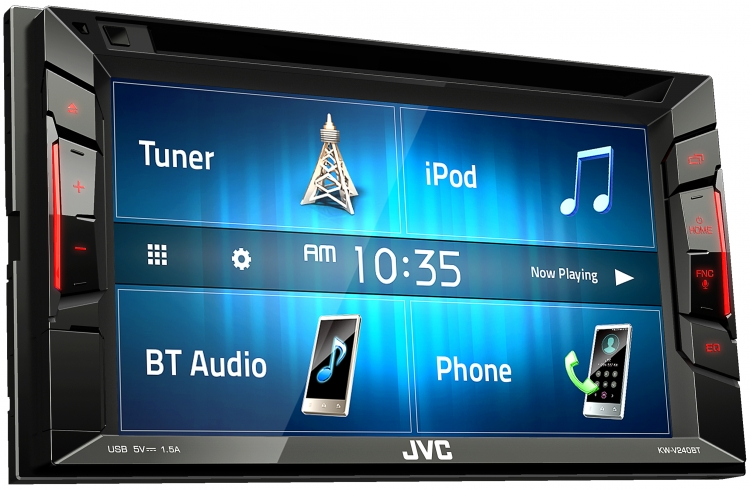 Tuner
iPod
AM 10:35
Now Playing
BT Audio
Phone
+
-
HOME
FNC
EQ
USB 5V⎓ 1.5A
JVC
KW-V240BT